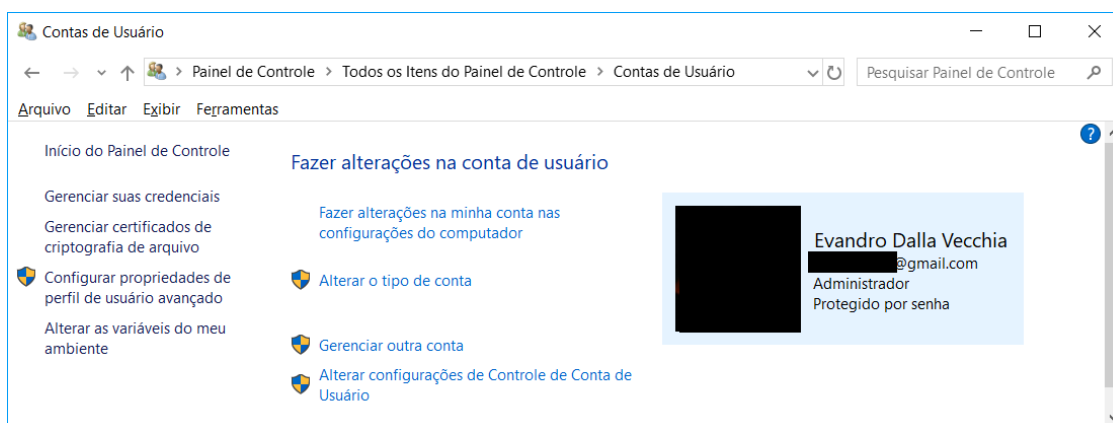 Contas de Usuário
Painel de Controle > Todos os Itens do Painel de Controle > Contas de Usuário
Pesquisar Painel de Controle
Arquivo Editar Exibir Ferramentas
Início do Painel de Controle
Gerenciar suas credenciais
Gerenciar certificados de
criptografia de arquivo
Configurar propriedades de
perfil de usuário avançado
Alterar as variáveis do meu
ambiente
Fazer alterações na conta de usuário
Fazer alterações na minha conta nas
configurações do computador
Alterar o tipo de conta
Gerenciar outra conta
Alterar configurações de Controle de Conta de
Usuário
Evandro Dalla Vecchia
@gmail.com
Administrador
Protegido por senha
?